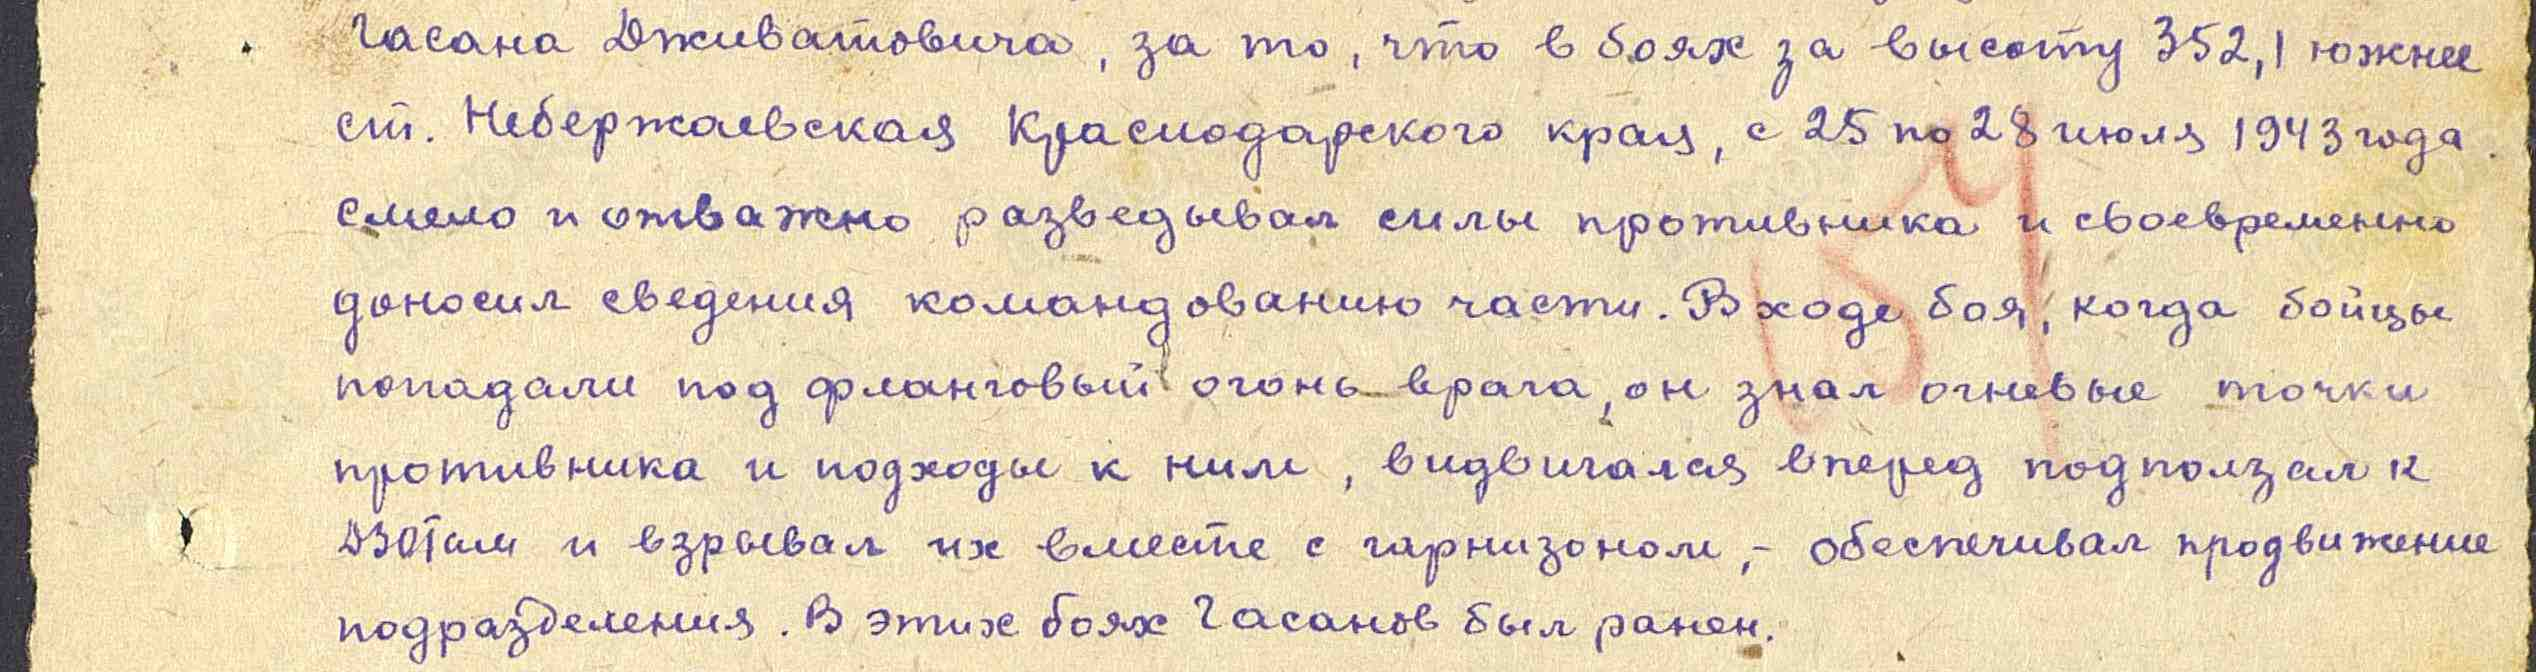 Гасана Дживатовича, за то, что в боях за высоту 352,1 южнее
ст. Небержаевская Краснодарского края, с 25 по 28 июля 1943 года.
смело и отважно разведывал силы противника и своевременно
доносил сведения командованию части. В ходе боя, когда бойцы
попадали под фланговый огонь врага, он знал огневые точки
противника и подходы к ним, видвигался вперед подползал к
ДЗОТам и взрывал их вместе с гарнизоном, - обеспечивал продвижение
подразделения. В этих боях Гасанов был ранен.